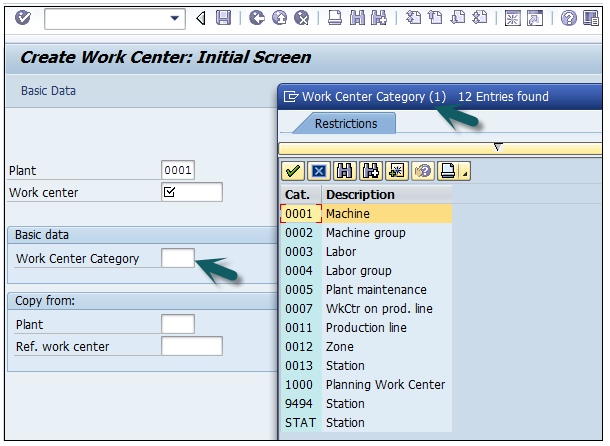 Create Work Center: Initial Screen
Basic Data
Work Center Category (1) 12 Entries found
Restrictions
Plant 0001
Work center
Basic data
Work Center Category
Copy from:
Plant
Ref. work center
Cat. Description
0001 Machine
0002 Machine group
0003 Labor
0004 Labor group
0005 Plant maintenance
0007 WkCtr on prod. line
0011 Production line
0012 Zone
0013 Station
1000 Planning Work Center
9494 Station
STAT Station